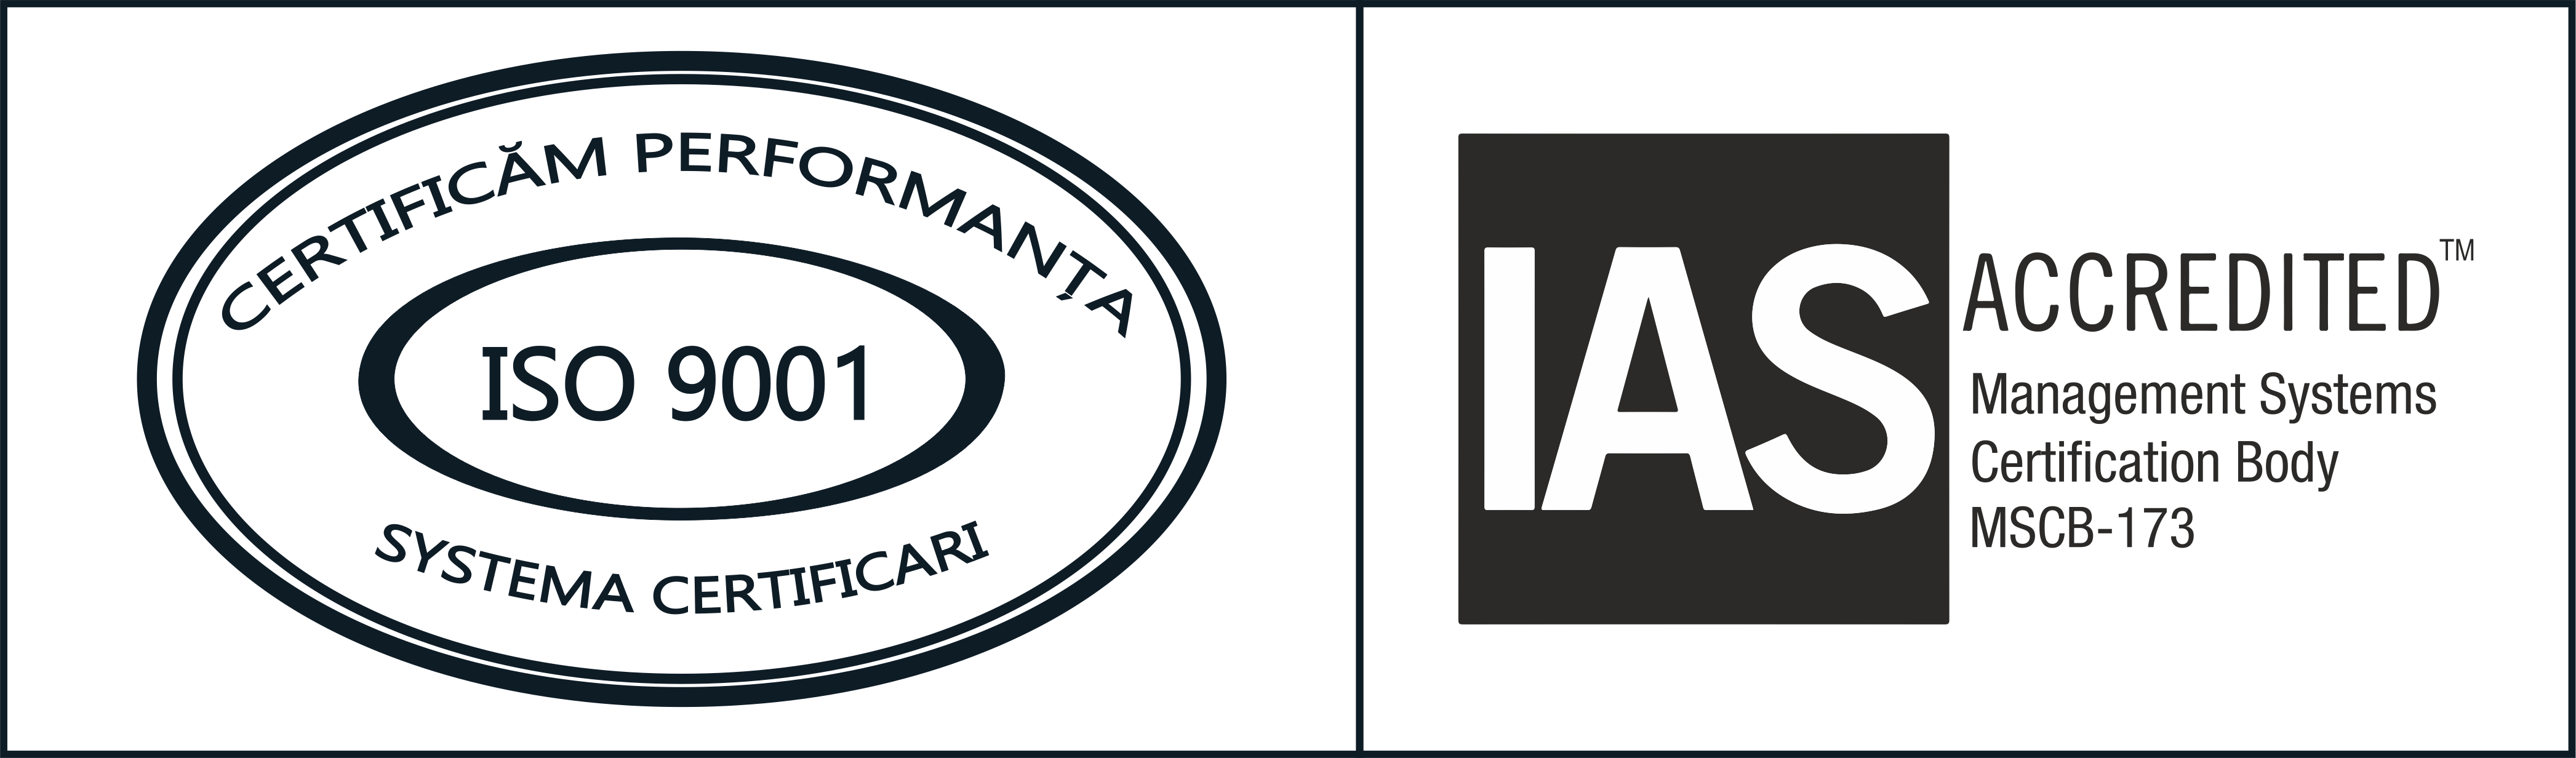 CERTIFICĂM PERFORMANȚA
ISO 9001
SYSTEMA CERTIFICARI
IAS
ACCREDITED™
Management Systems
Certification Body
MSCB-173